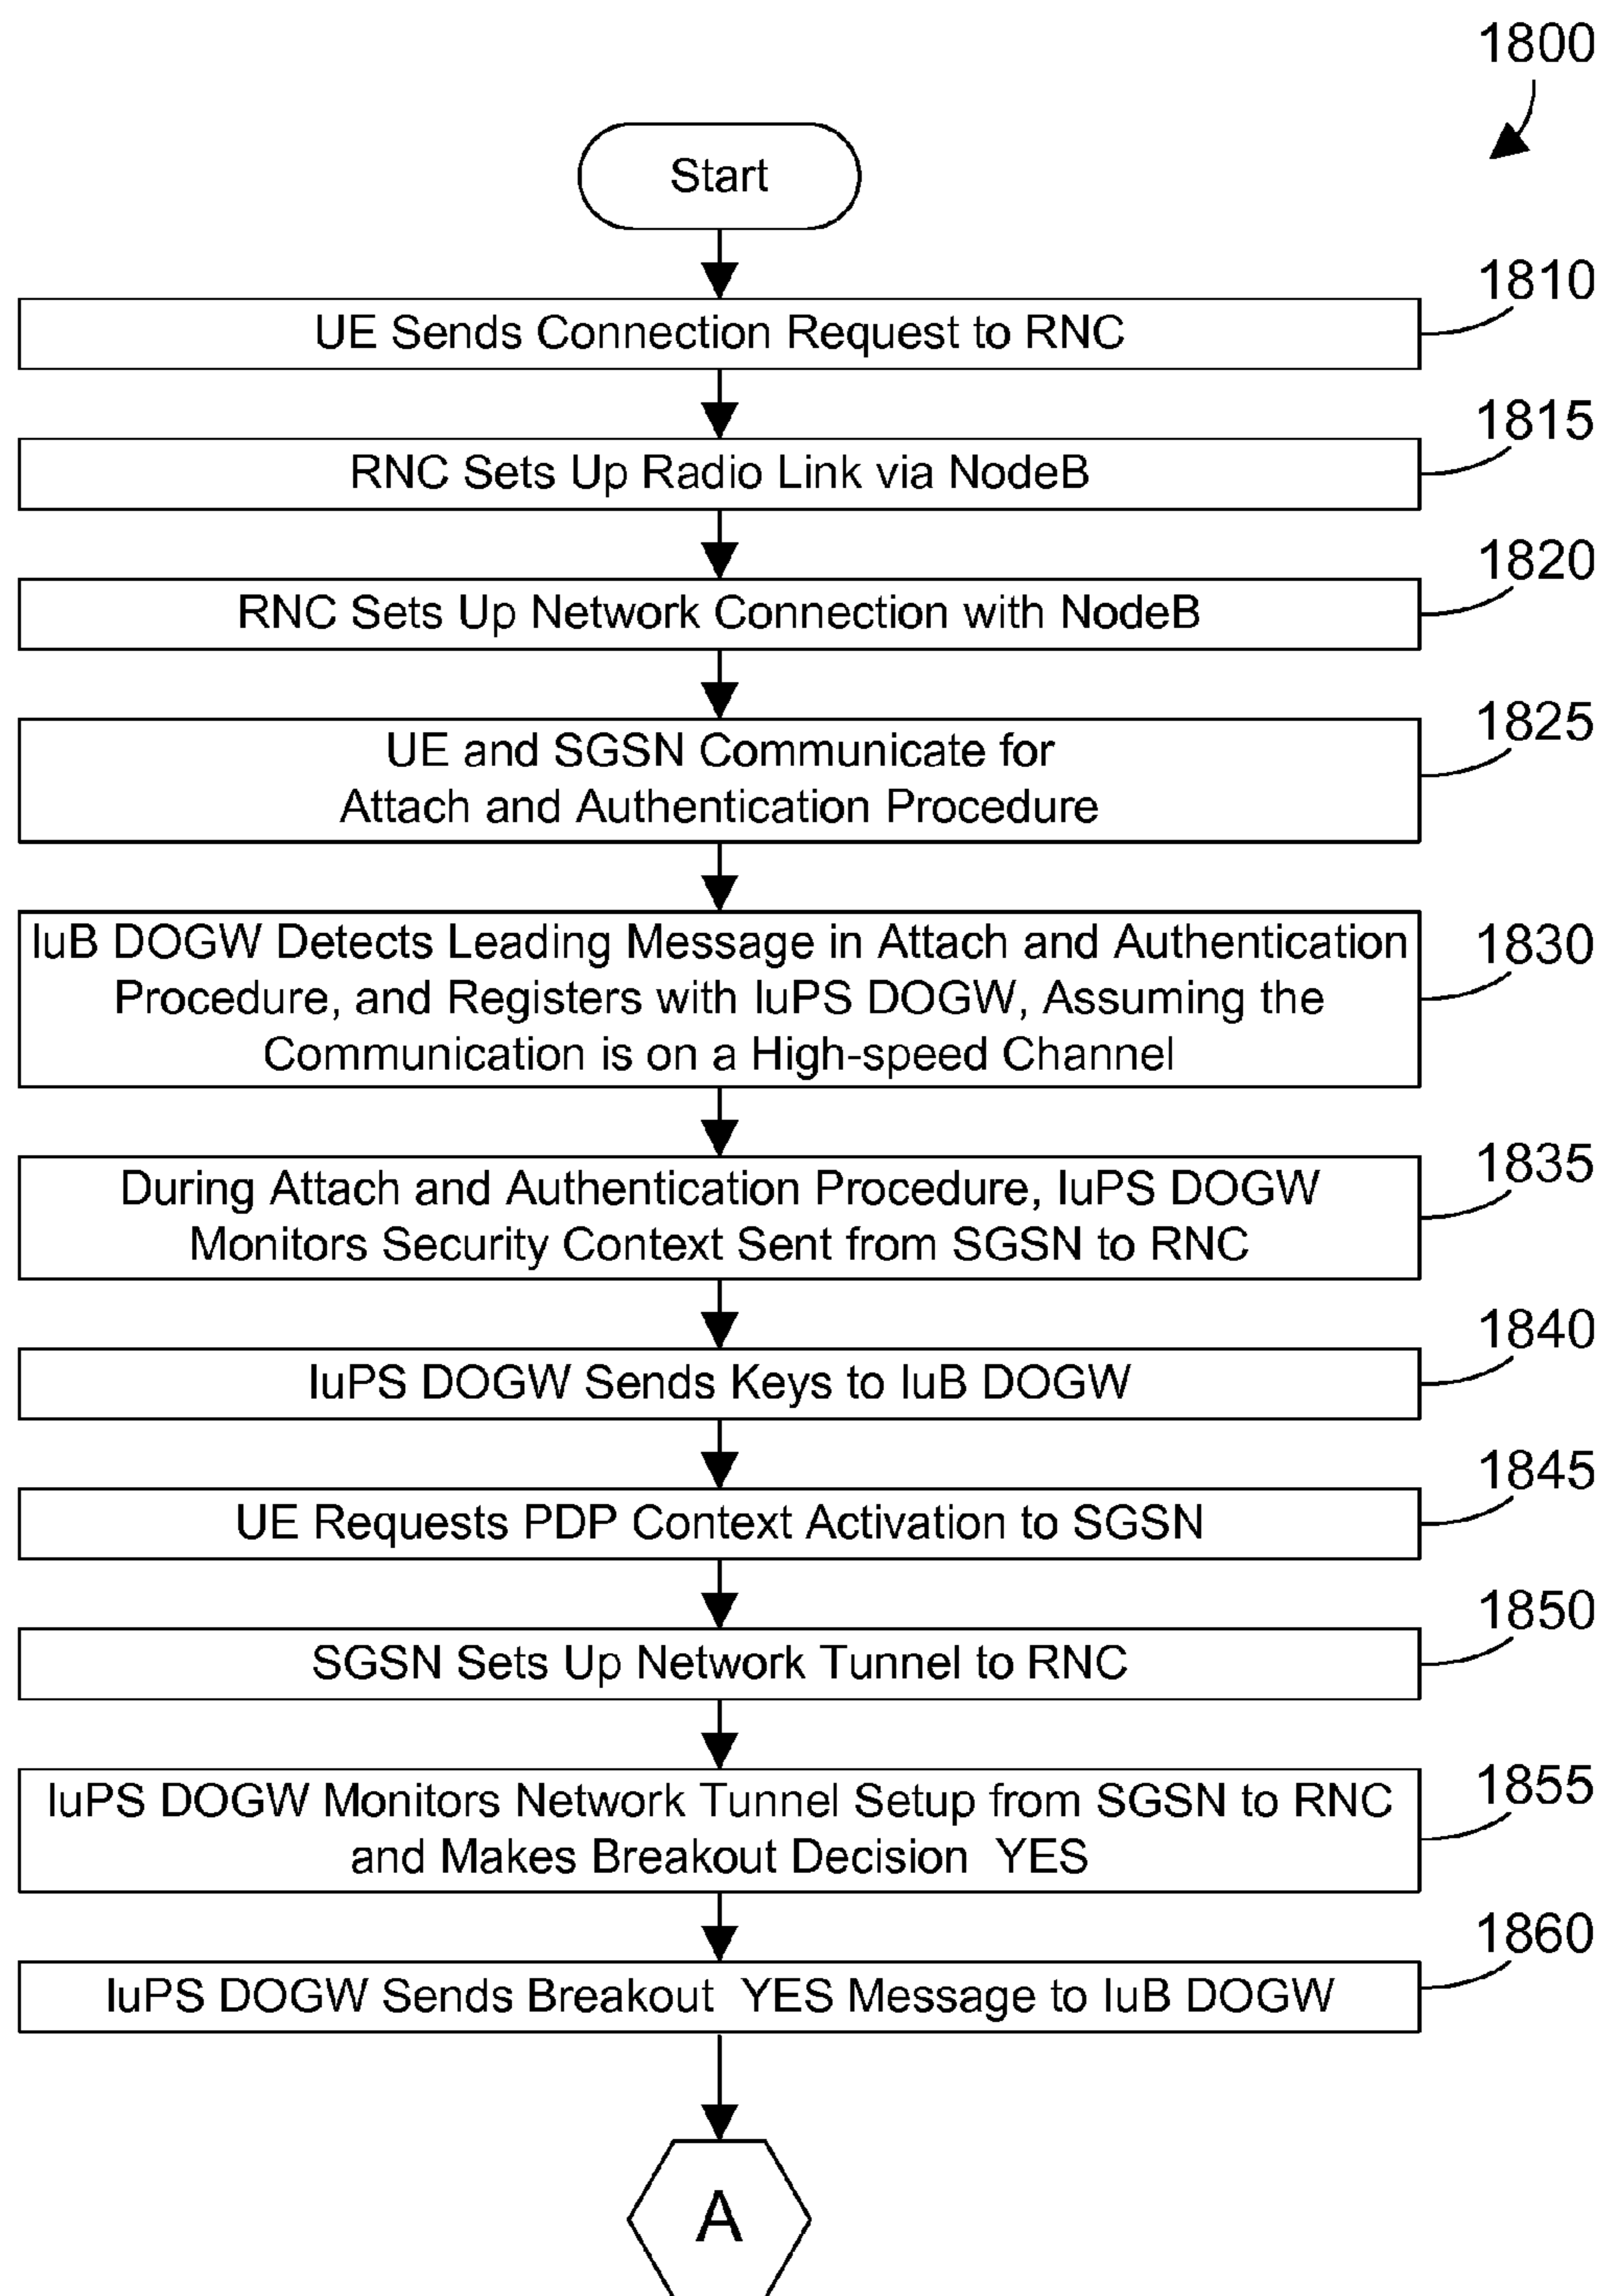 1800
Start
UE Sends Connection Request to RNC
1810
RNC Sets Up Radio Link via NodeB
1815
RNC Sets Up Network Connection with NodeB
1820
UE and SGSN Communicate for
Attach and Authentication Procedure
1825
IuB DOGW Detects Leading Message in Attach and Authentication
Procedure, and Registers with IuPS DOGW, Assuming the
Communication is on a High-speed Channel
1830
During Attach and Authentication Procedure, IuPS DOGW
Monitors Security Context Sent from SGSN to RNC
1835
IuPS DOGW Sends Keys to IuB DOGW
1840
UE Requests PDP Context Activation to SGSN
1845
SGSN Sets Up Network Tunnel to RNC
1850
IuPS DOGW Monitors Network Tunnel Setup from SGSN to RNC
and Makes Breakout Decision YES
1855
IuPS DOGW Sends Breakout YES Message to IuB DOGW
1860
A